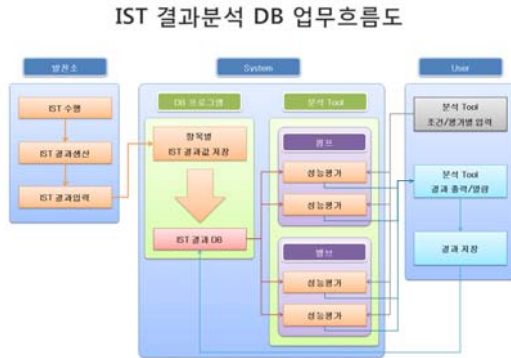 IST 결과분석 DB 업무흐름도
발전소
System
User
IST 수행
IST 결과생산
IST 결과입력
DB 프로그램
항목별
IST 결과값 저장
IST 결과 DB
분석 Tool
펌프
성능평가
성능평가
밸브
성능평가
성능평가
분석 Tool
조건/평가별 입력
분석 Tool
결과 출력/열람
결과 저장